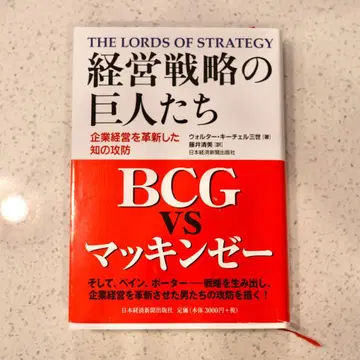 THE LORDS OF STRATEGY
経営戦略の
巨人たち
企業経営を革新した
知の攻防
ウォルター・キーチェル三世〔著〕
藤井清美〔訳〕
日本経済新聞出版社
BCG
VS
マッキンゼー
そして、ベイン、ポーター──戦略を生み出し、
企業経営を革新させた男たちの攻防を描く!
日本経済新聞出版社 定価(本体3000円+税)